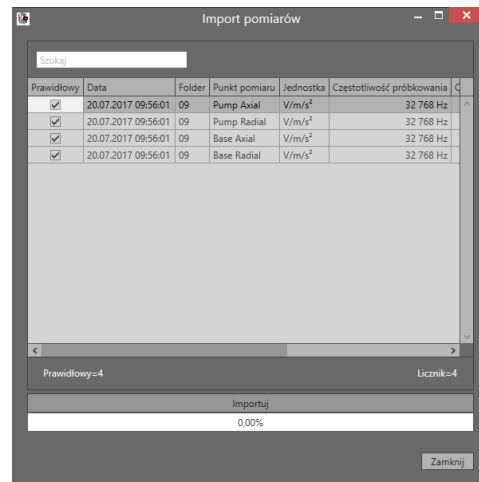 Import pomiarów
Szukaj
Prawidłowy Data Folder Punkt pomiaru Jednostka Częstotliwość próbkowania C
20.07.2017 09:56:01 09 Pump Axial V/m/s² 32 768 Hz
20.07.2017 09:56:01 09 Pump Radial V/m/s² 32 768 Hz
20.07.2017 09:56:01 09 Base Axial V/m/s² 32 768 Hz
20.07.2017 09:56:01 09 Base Radial V/m/s² 32 768 Hz
Prawidłowy=4 Licznik=4
Importuj
0,00%
Zamknij